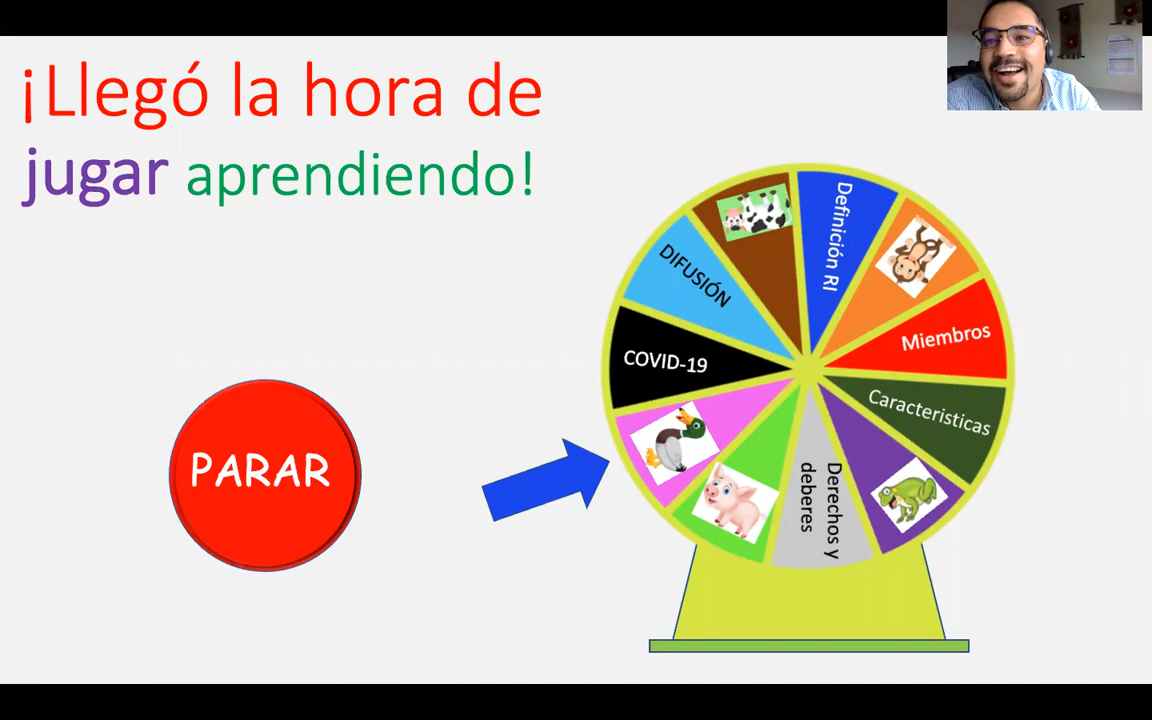 ¡Llegó la hora de
jugar aprendiendo!
Definición RI
Miembros
Caracteristicas
Derechos y
deberes
COVID-19
DIFUSIÓN
PARAR